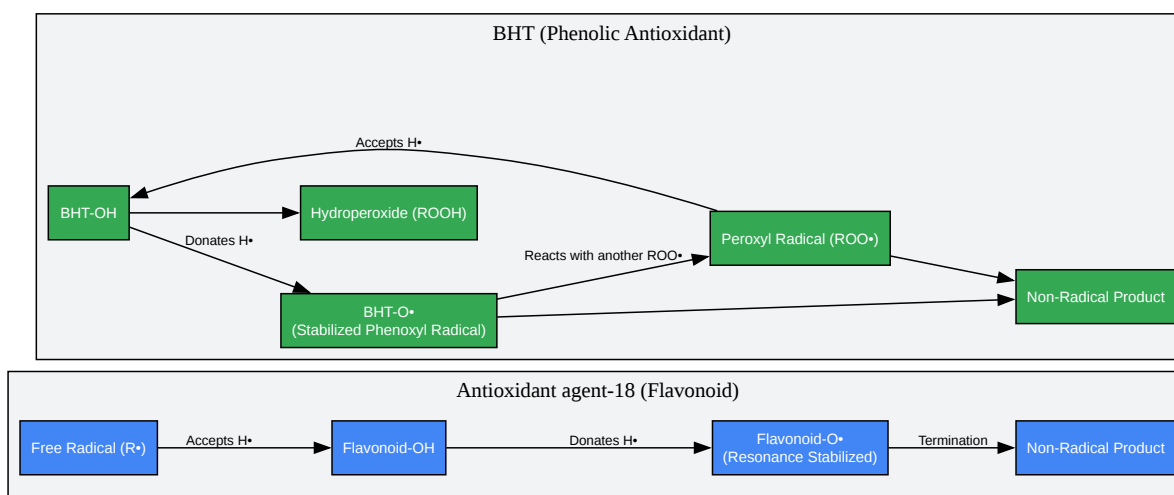 BHT (Phenolic Antioxidant)
Accepts H•
BHT-OH
Hydroperoxide (ROOH)
Donates H•
Peroxyl Radical (ROO•)
Reacts with another ROO•
BHT-O•
(Stabilized Phenoxyl Radical)
Non-Radical Product
Antioxidant agent-18 (Flavonoid)
Free Radical (R•)
Accepts H•
Flavonoid-OH
Donates H•
Flavonoid-O•
(Resonance Stabilized)
Termination
Non-Radical Product